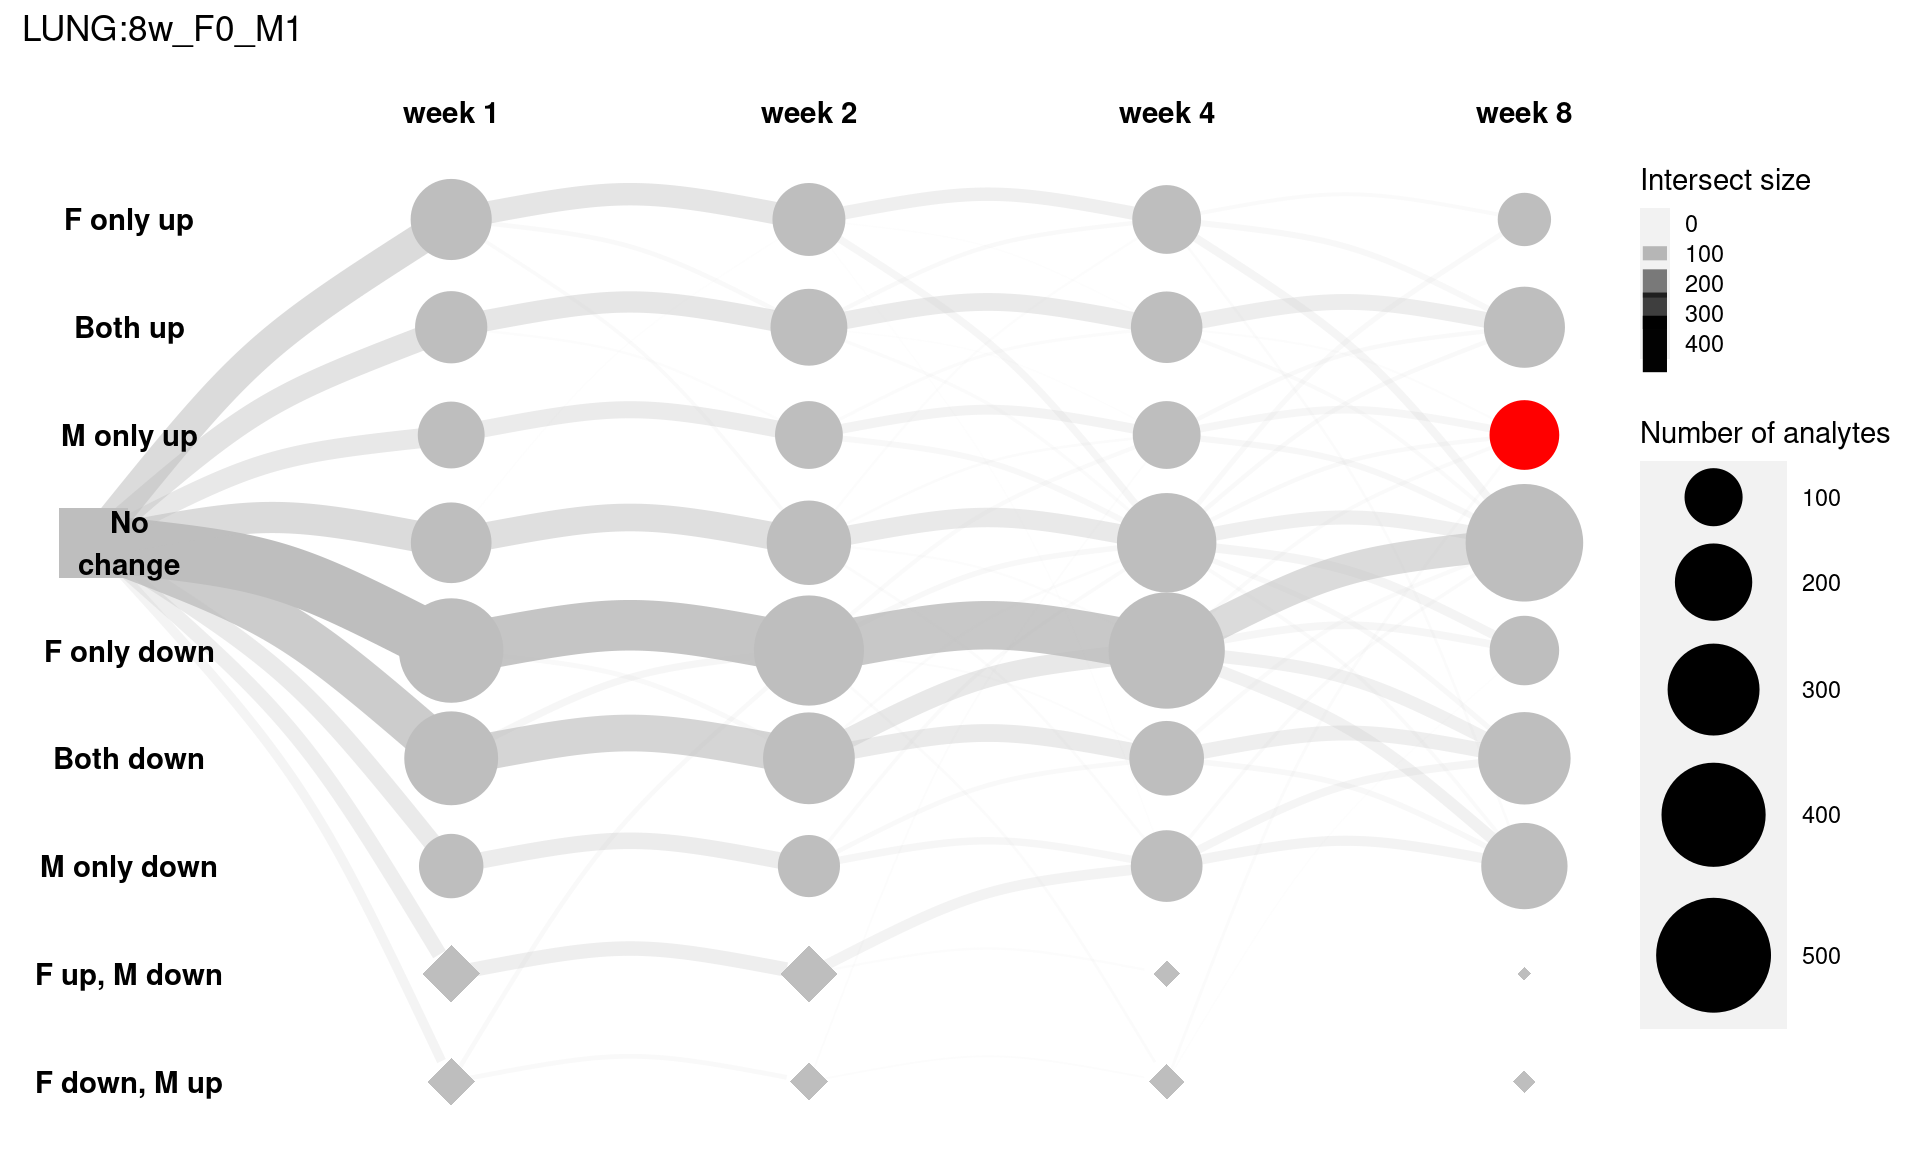 LUNG:8w_F0_M1
week 1
week 2
week 4
week 8
F only up
Both up
M only up
No
change
F only down
Both down
M only down
F up, M down
F down, M up
Intersect size
0
100
200
300
400
Number of analytes
100
200
300
400
500